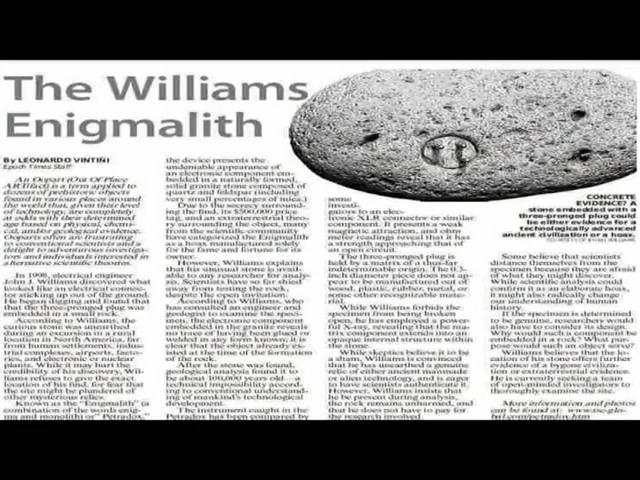 The Williams
Enigmalith
By LEONARDO VINTIÑI
Epoch Times Staff
An Oopart (Out Of Place
ARTifact) is a term applied to
dozens of prehistoric objects
found in various places around
the world that, given their level
of technology, are completely
at odds with their determined
age based on physical, chemi-
cal, and/or geological evidence.
Ooparts often are frustrating
to conventional scientists and a
delight to adventurous investiga-
tors and individuals interested in
alternative scientific theories.
In 1998, electrical engineer
John J. Williams discovered what
looked like an electrical connec-
tor sticking up out of the ground.
He began digging and found that
that the three-pronged plug was
embedded in a small rock.
According to Williams, the
curious stone was unearthed
during an excursion to a rural
location in North America, far
from human settlements, indus-
trial complexes, airports, facto-
ries, and electronic or nuclear
plants. While it may hurt the
credibility of his discovery, Wil-
liams refuses to give the exact
location of his find, for fear that
the site might be plundered of
other mysterious relics.
Known as the "Enigmalith" (a
combination of the words enig-
ma and monolith) or "Petradox,"
the device presents the
undeniable appearance of
an electronic component em-
bedded in a naturally formed,
solid granite stone composed of
quartz and feldspar (including
very small percentages of mica.)
Due to the secrecy surround-
ing the find, its $500,000 price
tag, and an extraterrestrial theo-
ry surrounding the object, many
from the scientific community
have categorized the Enigmalith
as a hoax, manufactured solely
for the fame and fortune for its
owner.
However, Williams explains
that his unusual stone is avail-
able to any researcher for analy-
sis. Scientists have so far shied
away from testing the rock,
despite the open invitation.
According to Williams, who
has consulted an engineer and
geologist to examine the speci-
men, the electronic component
embedded in the granite reveals
no trace of having been glued or
welded in any form known; it is
clear that the object already ex-
isted at the time of the formation
of the rock.
After the stone was found,
geological analysis found it to
be about 100,000 years old—a
technical impossibility accord-
ing to conventional understand-
ing of mankind's technological
development.
The instrument caught in the
Petradox has been compared by
some
investi-
gators to an elec-
tronic XLR connector or similar
component. It presents a weak
magnetic attraction, and ohm
meter readings reveal that it has
a strength approaching that of
an open circuit.
The three-pronged plug is
held by a matrix of a thus-far
indeterminate origin. The 0.3-
inch diameter piece does not ap-
pear to be manufactured out of
wood, plastic, rubber, metal, or
some other recognizable mate-
rial.
While Williams forbids the
specimen from being broken
open, he has employed a power-
ful X-ray, revealing that the ma-
trix component extends into an
opaque internal structure within
the stone.
While skeptics believe it to be
a sham, Williams is convinced
that he has unearthed a genuine
relic of either ancient manmade
or alien technology, and is eager
to have scientists authenticate it.
However, Williams insists that
he be present during analysis,
the rock remains unharmed, and
that he does not have to pay for
the research involved.
CONCRETE
EVIDENCE? A
stone embedded with a
three-pronged plug could
be either evidence for a
technologically advanced
ancient civilization or a hoax.
Some believe that scientists
distance themselves from the
specimen because they are afraid
of what they might discover.
While scientific analysis could
confirm it as an elaborate hoax,
it might also radically change
our understanding of human
history.
If the specimen is determined
to be genuine, researchers would
also have to consider its design.
Why would such a component be
embedded in a rock? What pur-
pose would such an object serve?
Williams believes that the lo-
cation of his stone offers further
evidence of a bygone civiliza-
tion or extraterrestrial evidence.
He is currently seeking a team
of open-minded investigators to
thoroughly examine the site.
More information and photos
can be found at: